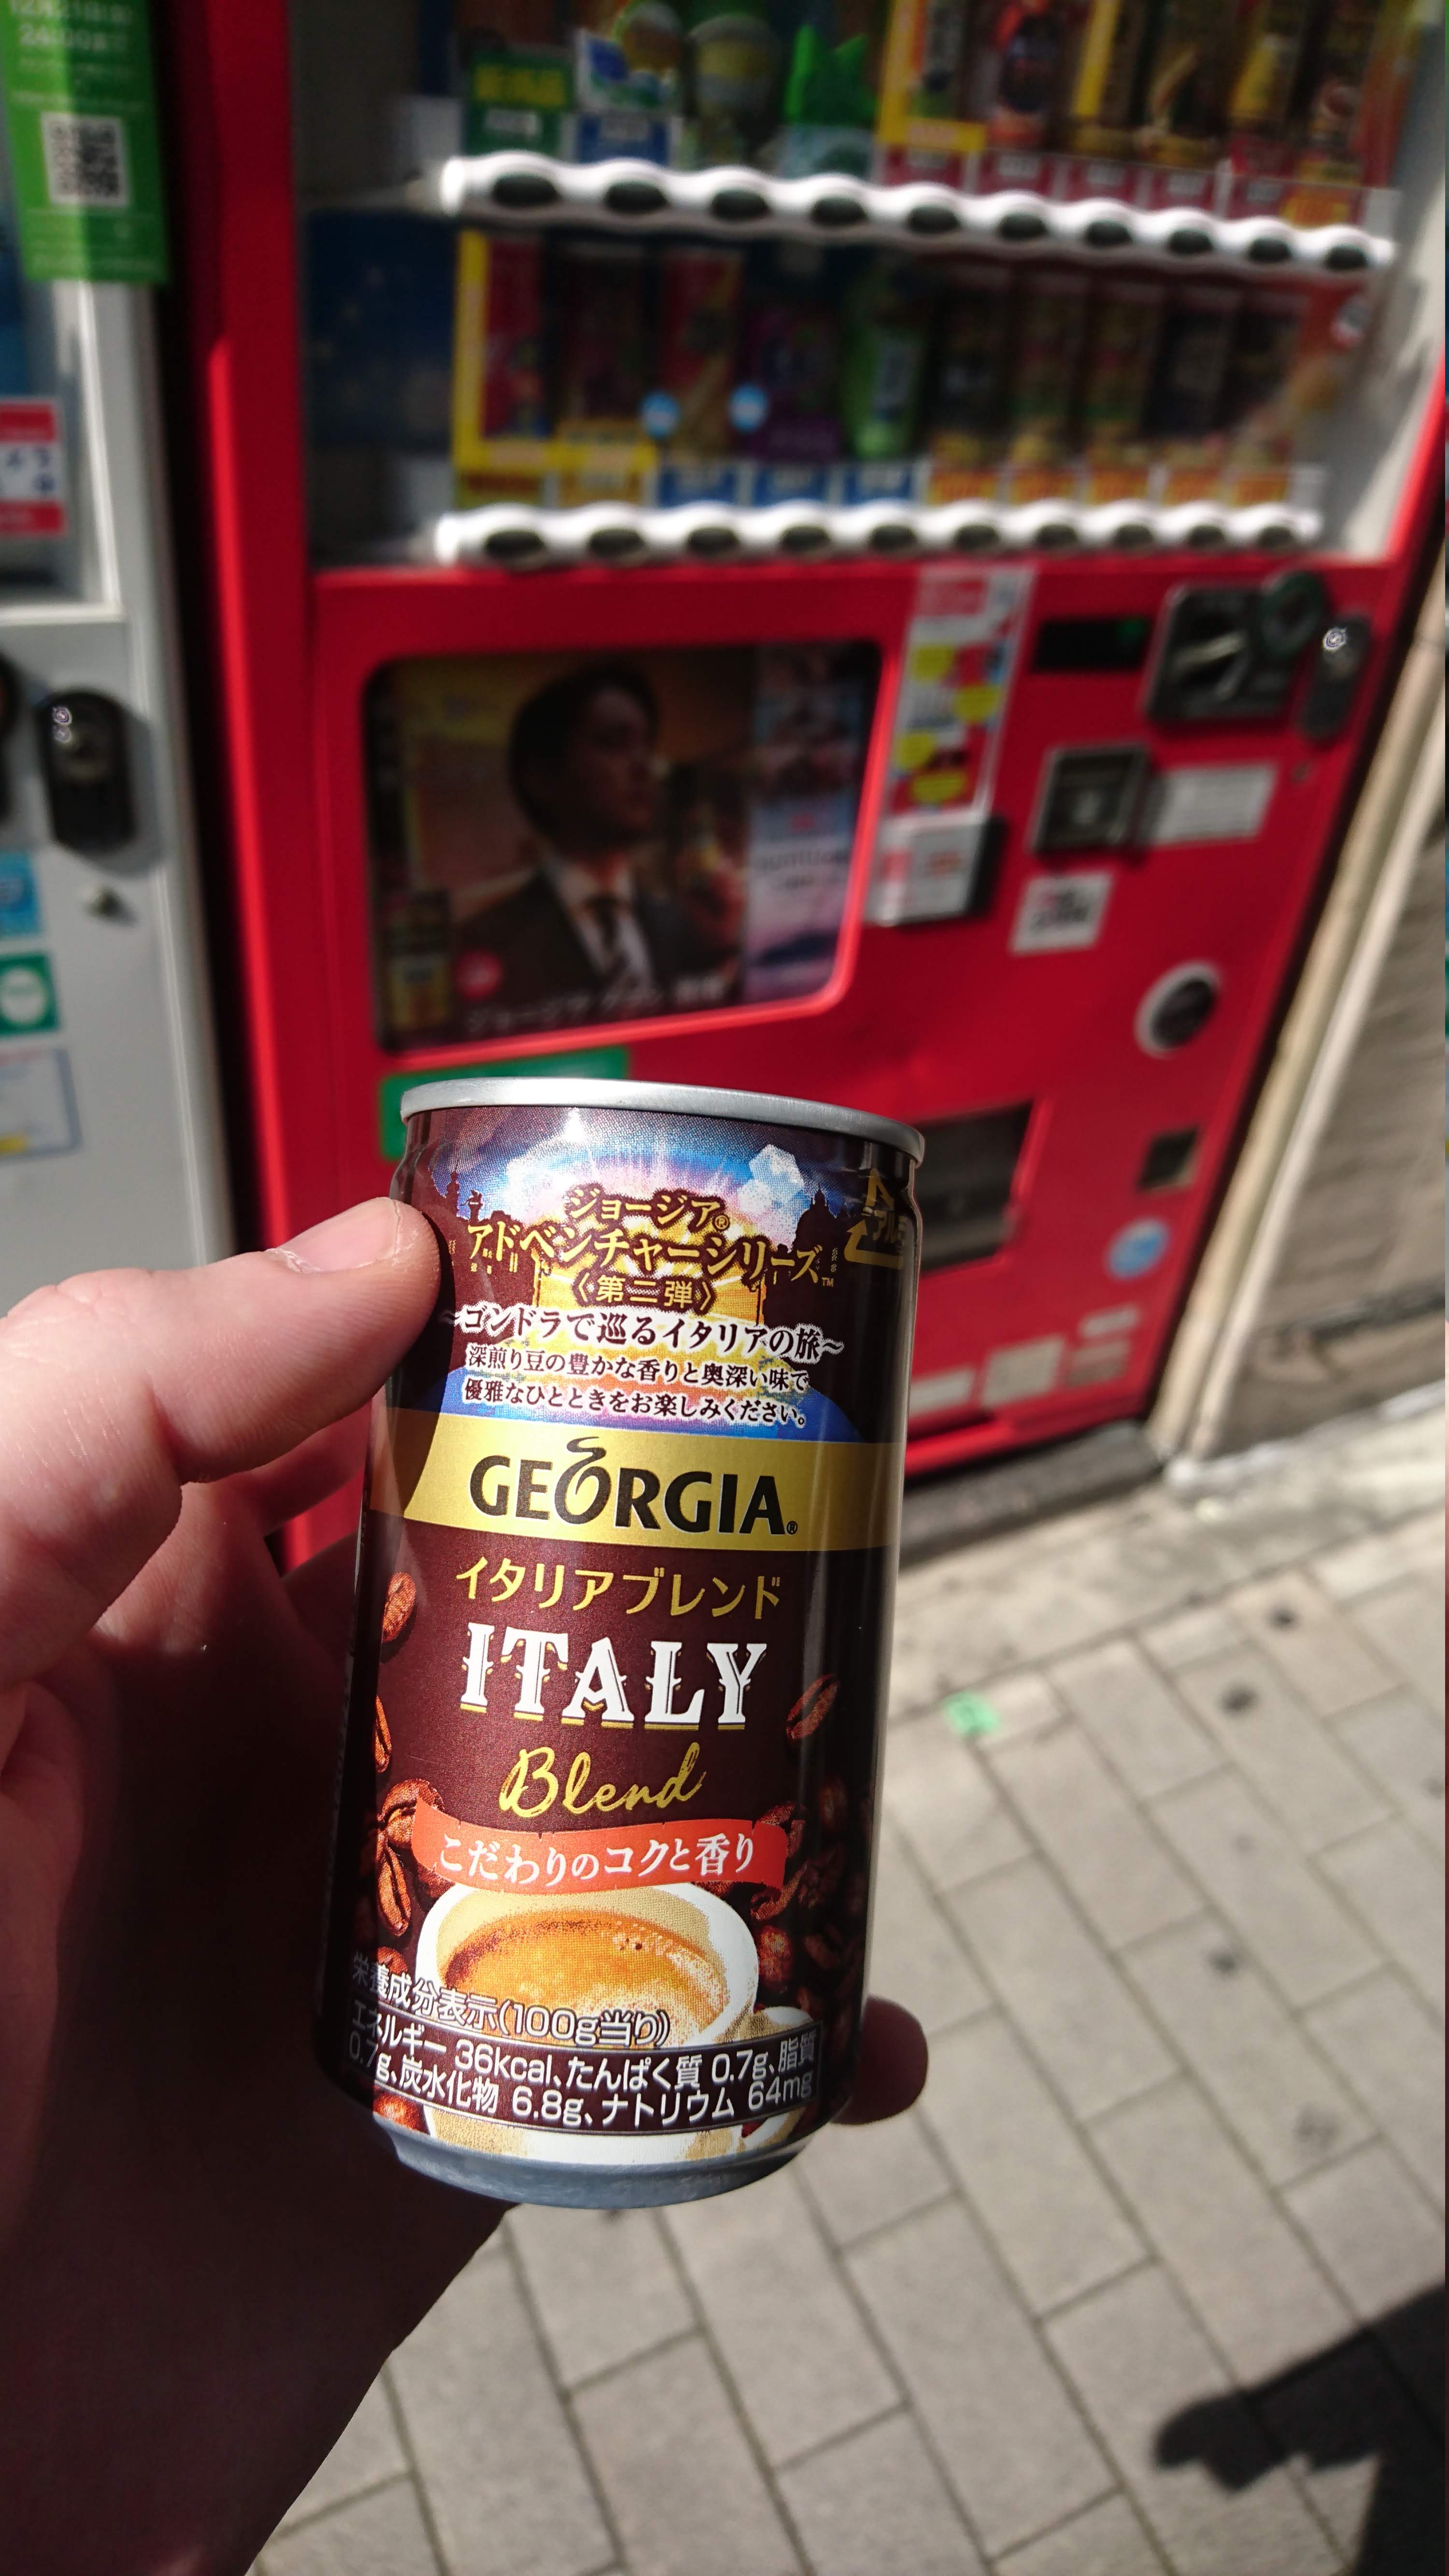 24:00まで
ジョージア®
アドベンチャーシリーズ™
《第二弾》
~ゴンドラで巡るイタリアの旅~
深煎り豆の豊かな香りと奥深い味で
優雅なひとときをお楽しみください。
GEORGIA®
イタリアブレンド
ITALY
Blend
こだわりのコクと香り
栄養成分表示(100g当り)
エネルギー 36kcal、たんぱく質 0.7g、脂質
0.7g、炭水化物 6.8g、ナトリウム 64mg